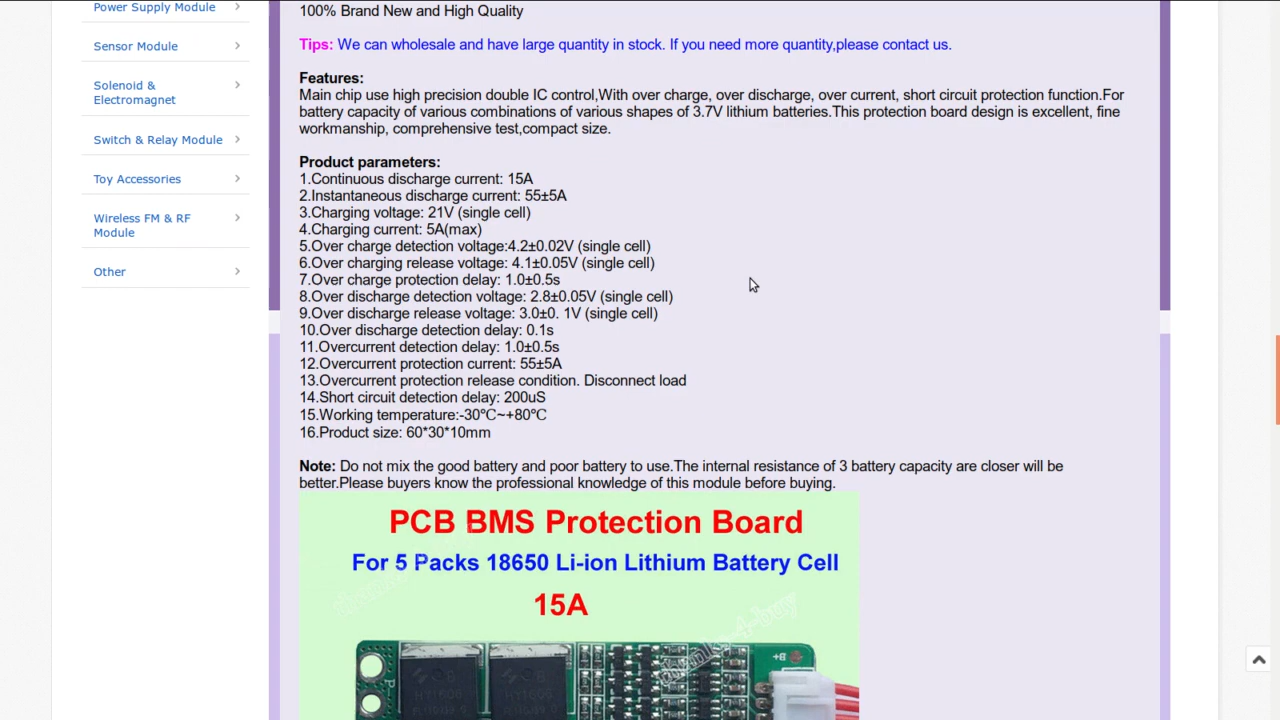 Power Supply Module
Sensor Module
Solenoid &
Electromagnet
Switch & Relay Module
Toy Accessories
Wireless FM & RF
Module
Other
100% Brand New and High Quality
Tips: We can wholesale and have large quantity in stock. If you need more quantity,please contact us.
Features:
Main chip use high precision double IC control,With over charge, over discharge, over current, short circuit protection function.For
battery capacity of various combinations of various shapes of 3.7V lithium batteries.This protection board design is excellent, fine
workmanship, comprehensive test,compact size.
Product parameters:
1.Continuous discharge current: 15A
2.Instantaneous discharge current: 55±5A
3.Charging voltage: 21V (single cell)
4.Charging current: 5A(max)
5.Over charge detection voltage:4.2±0.02V (single cell)
6.Over charging release voltage: 4.1±0.05V (single cell)
7.Over charge protection delay: 1.0±0.5s
8.Over discharge detection voltage: 2.8±0.05V (single cell)
9.Over discharge release voltage: 3.0±0. 1V (single cell)
10.Over discharge detection delay: 0.1s
11.Overcurrent detection delay: 1.0±0.5s
12.Overcurrent protection current: 55±5A
13.Overcurrent protection release condition. Disconnect load
14.Short circuit detection delay: 200uS
15.Working temperature:-30℃~+80℃
16.Product size: 60*30*10mm
Note: Do not mix the good battery and poor battery to use.The internal resistance of 3 battery capacity are closer will be
better.Please buyers know the professional knowledge of this module before buying.
PCB BMS Protection Board
For 5 Packs 18650 Li-ion Lithium Battery Cell
15A
B+